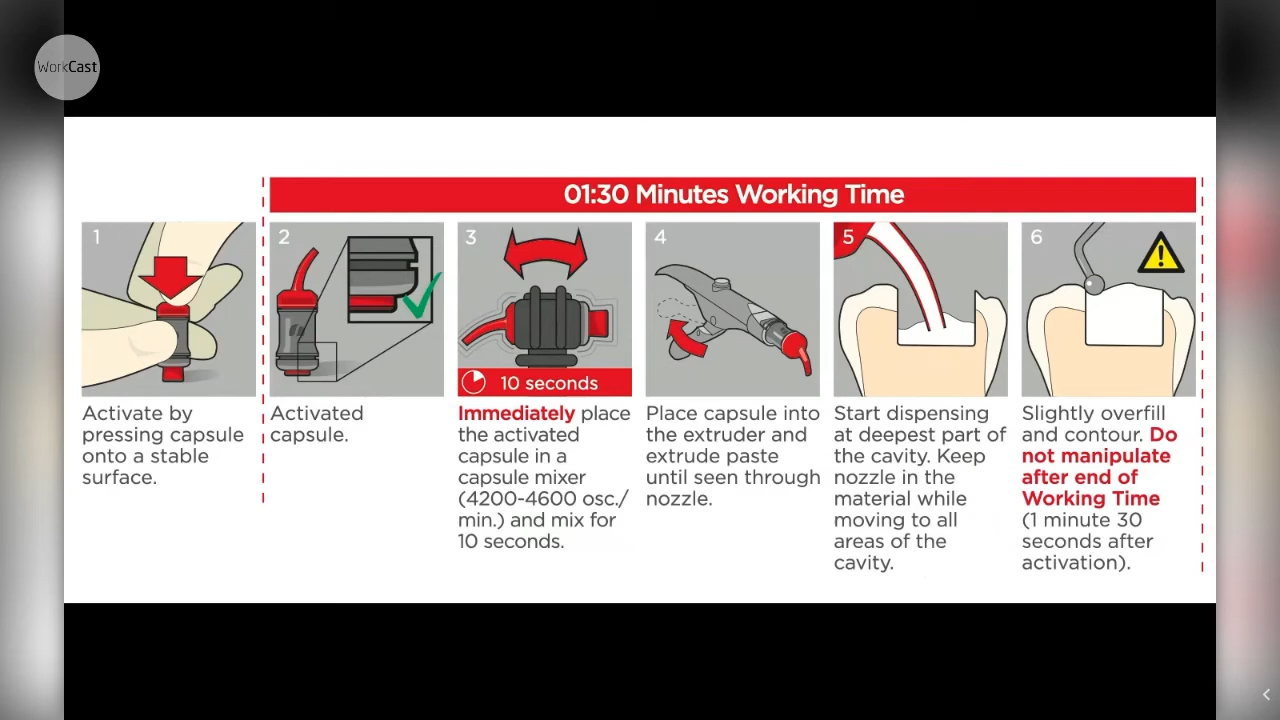 WorkCast
01:30 Minutes Working Time
1
Activate by
pressing capsule
onto a stable
surface.
2
Activated
capsule.
3
10 seconds
Immediately place
the activated
capsule in a
capsule mixer
(4200-4600 osc./
min.) and mix for
10 seconds.
4
Place capsule into
the extruder and
extrude paste
until seen through
nozzle.
5
Start dispensing
at deepest part of
the cavity. Keep
nozzle in the
material while
moving to all
areas of the
cavity.
6
!
Slightly overfill
and contour. Do
not manipulate
after end of
Working Time
(1 minute 30
seconds after
activation).